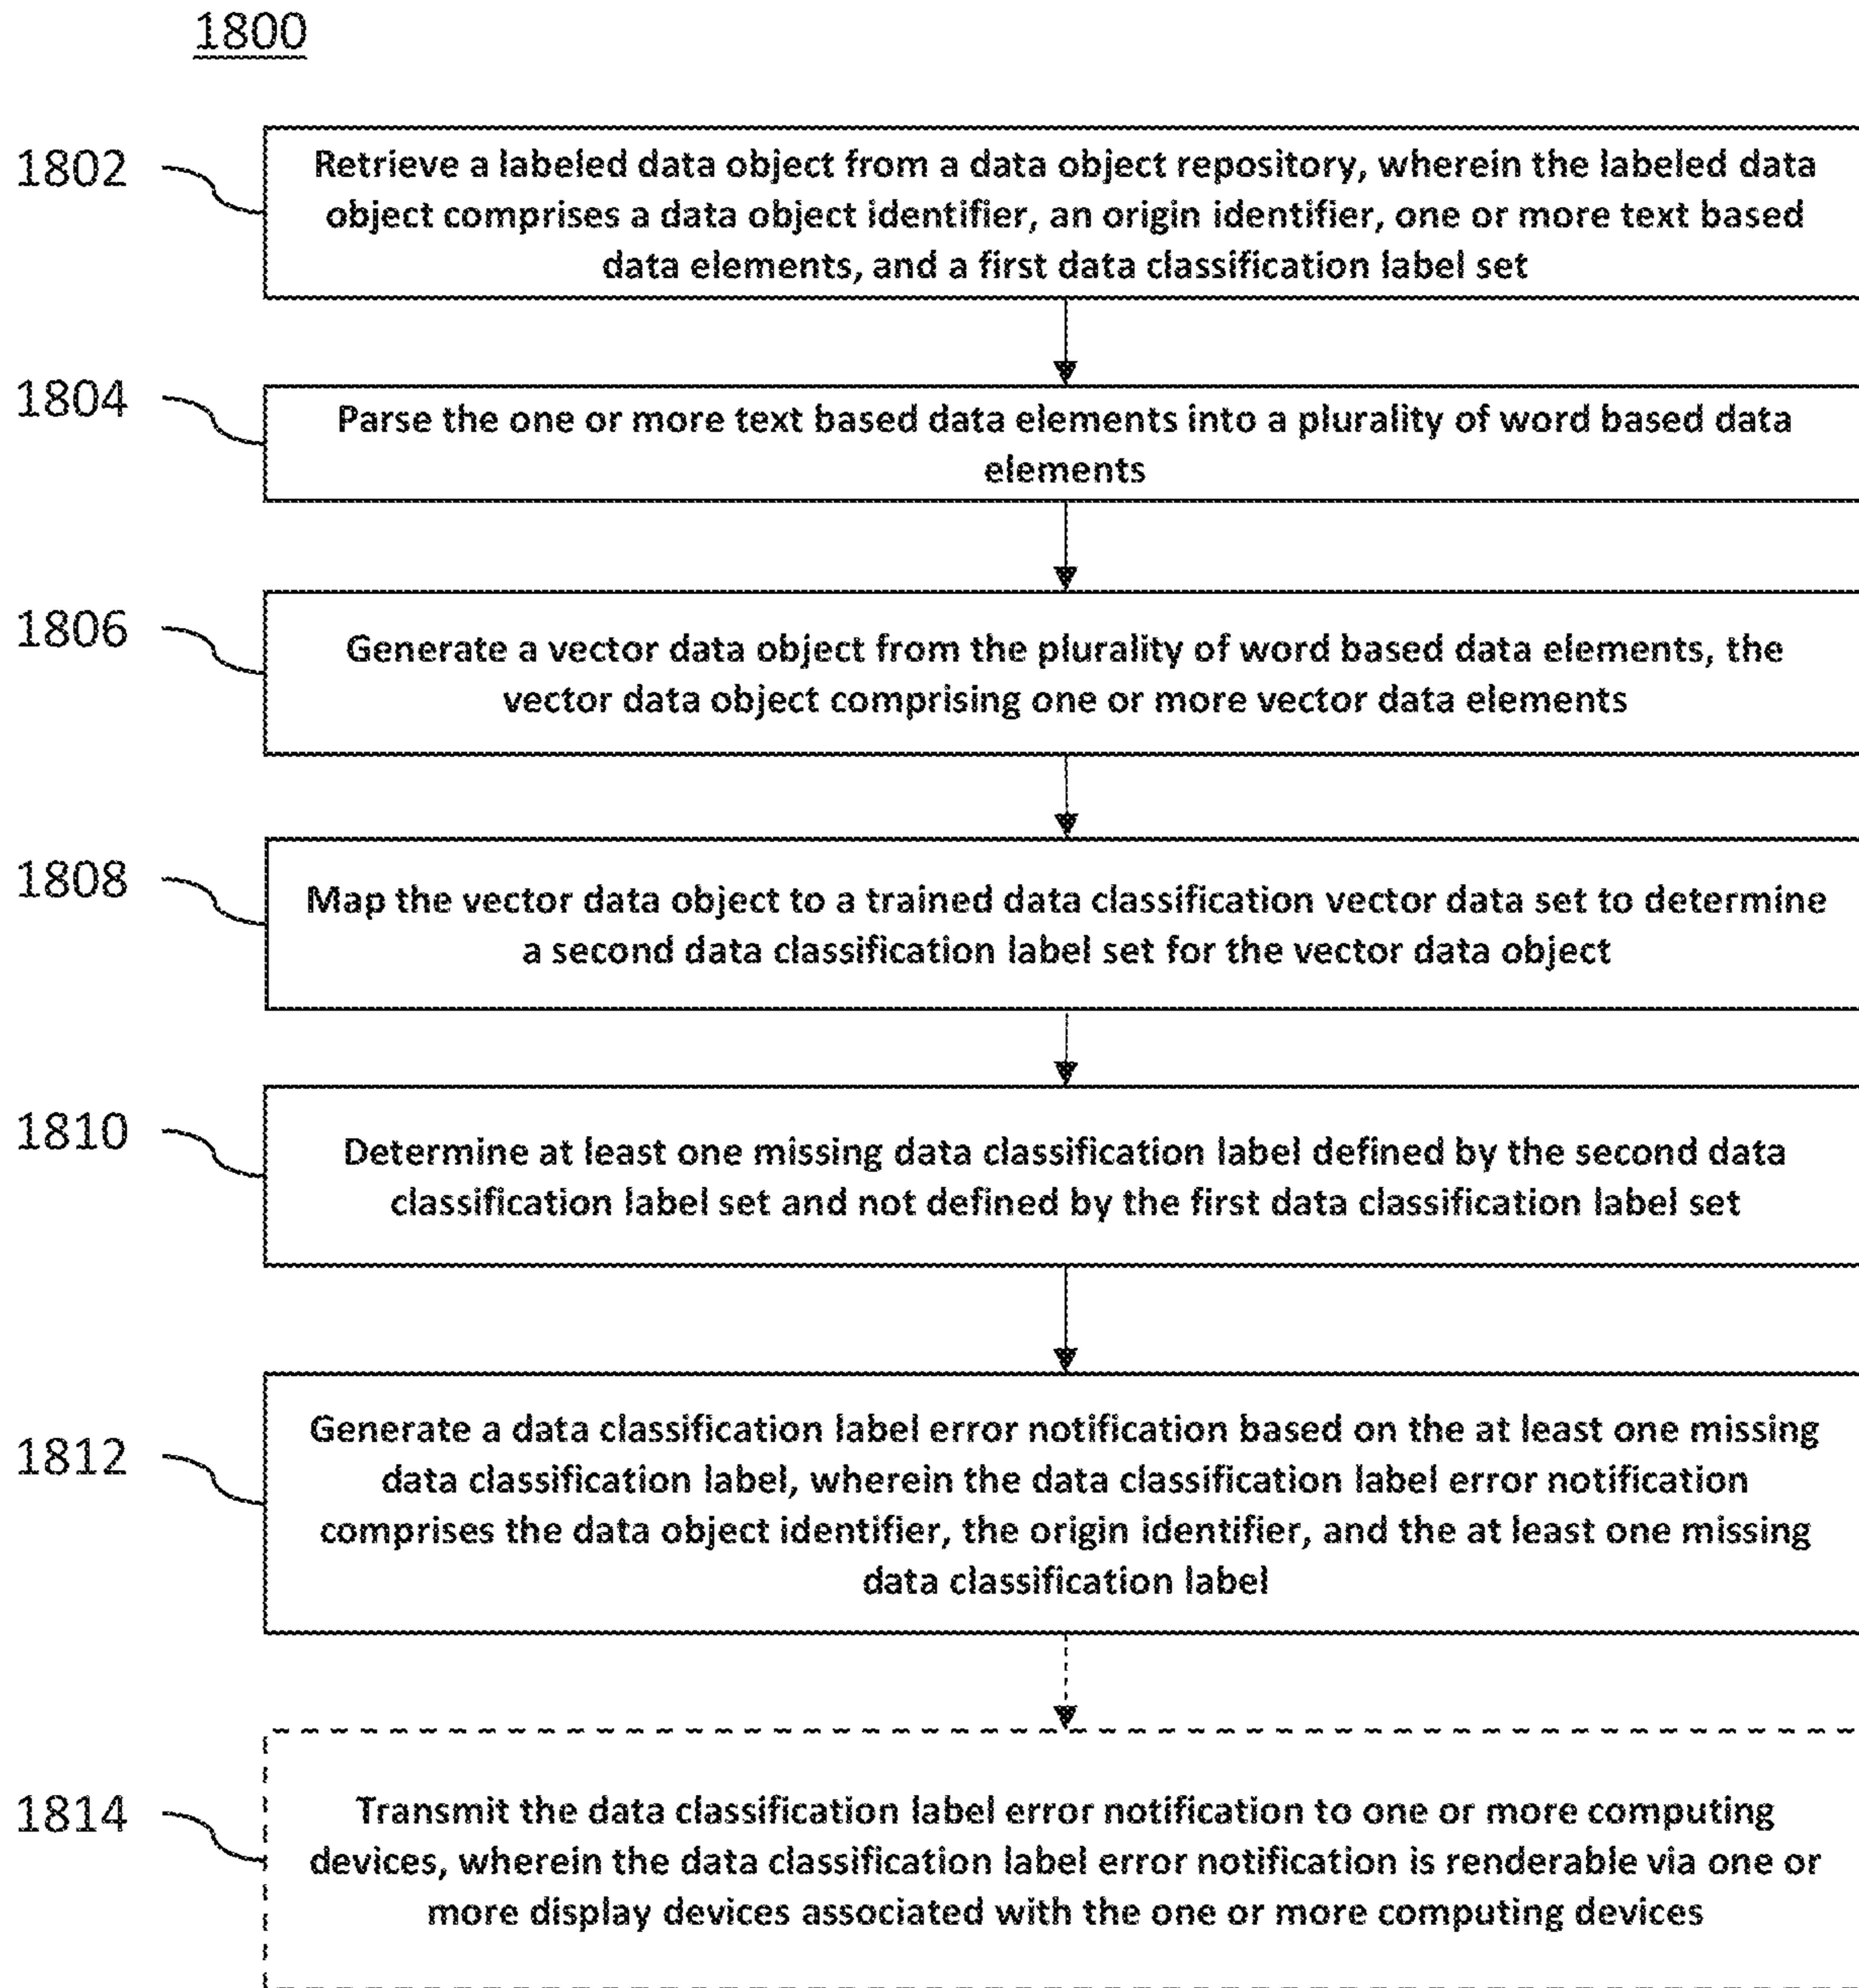 1800
1802
Retrieve a labeled data object from a data object repository, wherein the labeled data
object comprises a data object identifier, an origin identifier, one or more text based
data elements, and a first data classification label set
1804
Parse the one or more text based data elements into a plurality of word based data
elements
1806
Generate a vector data object from the plurality of word based data elements, the
vector data object comprising one or more vector data elements
1808
Map the vector data object to a trained data classification vector data set to determine
a second data classification label set for the vector data object
1810
Determine at least one missing data classification label defined by the second data
classification label set and not defined by the first data classification label set
1812
Generate a data classification label error notification based on the at least one missing
data classification label, wherein the data classification label error notification
comprises the data object identifier, the origin identifier, and the at least one missing
data classification label
1814
Transmit the data classification label error notification to one or more computing
devices, wherein the data classification label error notification is renderable via one or
more display devices associated with the one or more computing devices